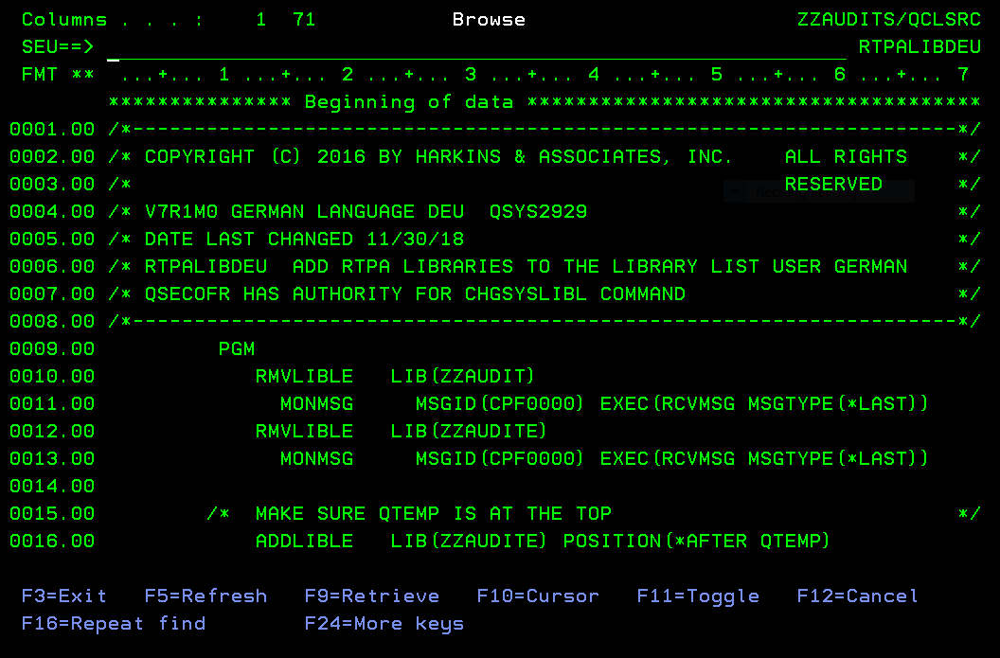 Columns . . . :    1  71           Browse                      ZZAUDITS/QCLSRC
SEU==> RTPALIBDEU
FMT **  ...+... 1 ...+... 2 ...+... 3 ...+... 4 ...+... 5 ...+... 6 ...+... 7
*************** Beginning of data *************************************
0001.00 /*-------------------------------------------------------------------*/
0002.00 /* COPYRIGHT (C) 2016 BY HARKINS & ASSOCIATES, INC.    ALL RIGHTS    */
0003.00 /*                                                     RESERVED      */
0004.00 /* V7R1M0 GERMAN LANGUAGE DEU  QSYS2929                              */
0005.00 /* DATE LAST CHANGED 11/30/18                                        */
0006.00 /* RTPALIBDEU  ADD RTPA LIBRARIES TO THE LIBRARY LIST USER GERMAN    */
0007.00 /* QSECOFR HAS AUTHORITY FOR CHGSYSLIBL COMMAND                      */
0008.00 /*-------------------------------------------------------------------*/
0009.00          PGM
0010.00             RMVLIBLE   LIB(ZZAUDIT)
0011.00               MONMSG     MSGID(CPF0000) EXEC(RCVMSG MSGTYPE(*LAST))
0012.00             RMVLIBLE   LIB(ZZAUDITE)
0013.00               MONMSG     MSGID(CPF0000) EXEC(RCVMSG MSGTYPE(*LAST))
0014.00
0015.00         /*  MAKE SURE QTEMP IS AT THE TOP                            */
0016.00             ADDLIBLE   LIB(ZZAUDITE) POSITION(*AFTER QTEMP)
F3=Exit   F5=Refresh   F9=Retrieve   F10=Cursor   F11=Toggle   F12=Cancel
F16=Repeat find        F24=More keys